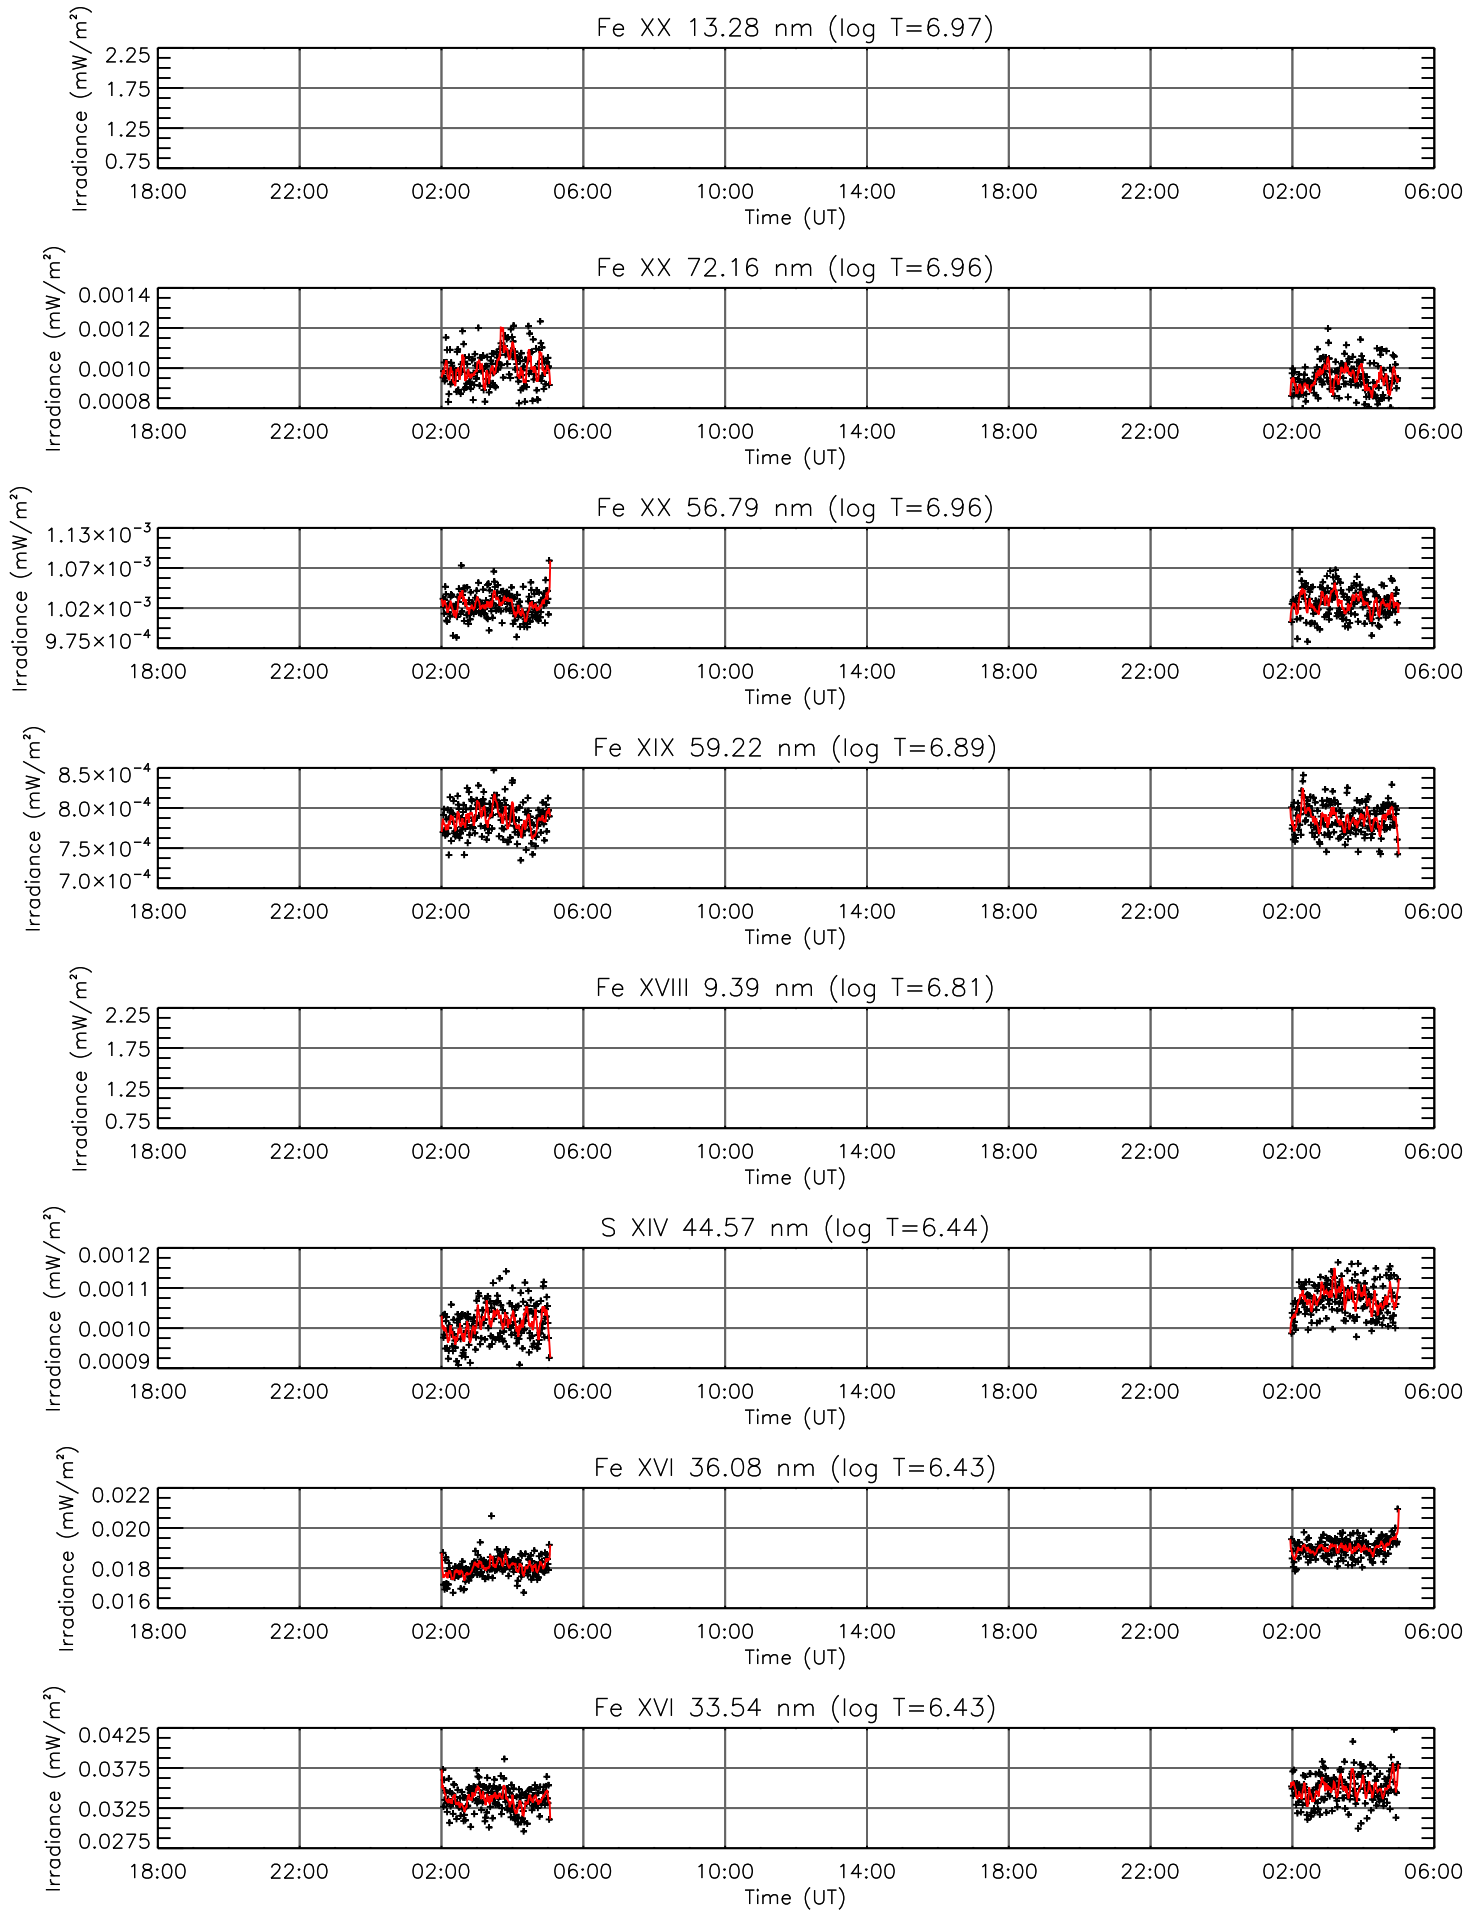 Fe XX 13.28 nm (log T=6.97)
Irradiance (mW/m²)
2.25
1.75
1.25
0.75
18:00 22:00 02:00 06:00 10:00 14:00 18:00 22:00 02:00 06:00
Time (UT)
Fe XX 72.16 nm (log T=6.96)
Irradiance (mW/m²)
0.0014
0.0012
0.0010
0.0008
18:00 22:00 02:00 06:00 10:00 14:00 18:00 22:00 02:00 06:00
Time (UT)
Fe XX 56.79 nm (log T=6.96)
Irradiance (mW/m²)
1.13×10⁻³
1.07×10⁻³
1.02×10⁻³
9.75×10⁻⁴
18:00 22:00 02:00 06:00 10:00 14:00 18:00 22:00 02:00 06:00
Time (UT)
Fe XIX 59.22 nm (log T=6.89)
Irradiance (mW/m²)
8.5×10⁻⁴
8.0×10⁻⁴
7.5×10⁻⁴
7.0×10⁻⁴
18:00 22:00 02:00 06:00 10:00 14:00 18:00 22:00 02:00 06:00
Time (UT)
Fe XVIII 9.39 nm (log T=6.81)
Irradiance (mW/m²)
2.25
1.75
1.25
0.75
18:00 22:00 02:00 06:00 10:00 14:00 18:00 22:00 02:00 06:00
Time (UT)
S XIV 44.57 nm (log T=6.44)
Irradiance (mW/m²)
0.0012
0.0011
0.0010
0.0009
18:00 22:00 02:00 06:00 10:00 14:00 18:00 22:00 02:00 06:00
Time (UT)
Fe XVI 36.08 nm (log T=6.43)
Irradiance (mW/m²)
0.022
0.020
0.018
0.016
18:00 22:00 02:00 06:00 10:00 14:00 18:00 22:00 02:00 06:00
Time (UT)
Fe XVI 33.54 nm (log T=6.43)
Irradiance (mW/m²)
0.0425
0.0375
0.0325
0.0275
18:00 22:00 02:00 06:00 10:00 14:00 18:00 22:00 02:00 06:00
Time (UT)